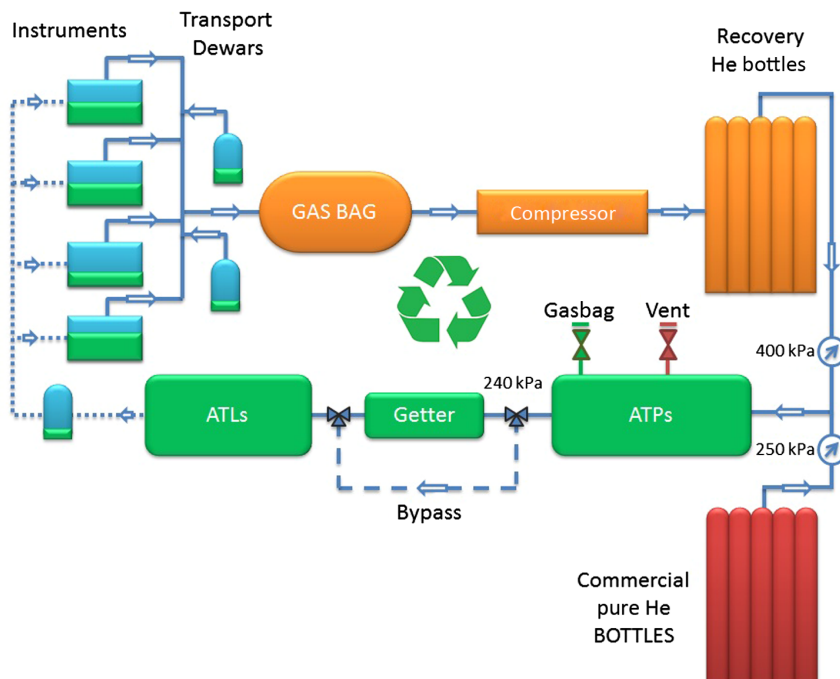 Instruments
Transport
Dewars
Recovery
He bottles
GAS BAG
Compressor
Gasbag
Vent
400 kPa
240 kPa
ATLs
Getter
ATPs
250 kPa
Bypass
Commercial
pure He
BOTTLES